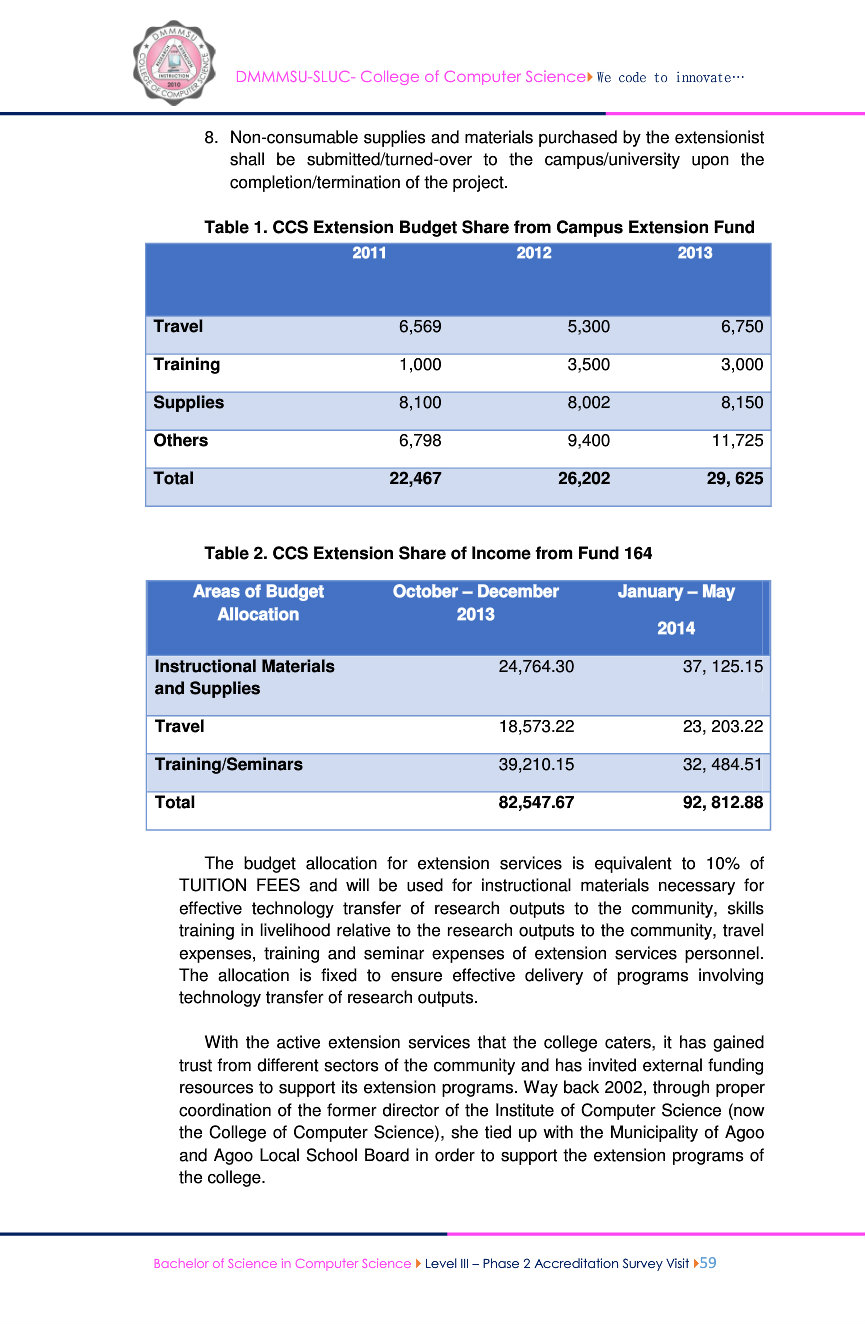 DMMMSU
RESEARCH
EXTENSION
INSTRUCTION
2010
COLLEGE OF COMPUTER SCIENCE
DMMMSU-SLUC- College of Computer Science We code to innovate…
8. Non-consumable supplies and materials purchased by the extensionist
shall be submitted/turned-over to the campus/university upon the
completion/termination of the project.
Table 1. CCS Extension Budget Share from Campus Extension Fund
2011 2012 2013
Travel 6,569 5,300 6,750
Training 1,000 3,500 3,000
Supplies 8,100 8,002 8,150
Others 6,798 9,400 11,725
Total 22,467 26,202 29, 625
Table 2. CCS Extension Share of Income from Fund 164
Areas of Budget October – December January – May
Allocation 2013 2014
Instructional Materials 24,764.30 37, 125.15
and Supplies
Travel 18,573.22 23, 203.22
Training/Seminars 39,210.15 32, 484.51
Total 82,547.67 92, 812.88
The budget allocation for extension services is equivalent to 10% of
TUITION FEES and will be used for instructional materials necessary for
effective technology transfer of research outputs to the community, skills
training in livelihood relative to the research outputs to the community, travel
expenses, training and seminar expenses of extension services personnel.
The allocation is fixed to ensure effective delivery of programs involving
technology transfer of research outputs.
With the active extension services that the college caters, it has gained
trust from different sectors of the community and has invited external funding
resources to support its extension programs. Way back 2002, through proper
coordination of the former director of the Institute of Computer Science (now
the College of Computer Science), she tied up with the Municipality of Agoo
and Agoo Local School Board in order to support the extension programs of
the college.
Bachelor of Science in Computer Science Level III – Phase 2 Accreditation Survey Visit 59